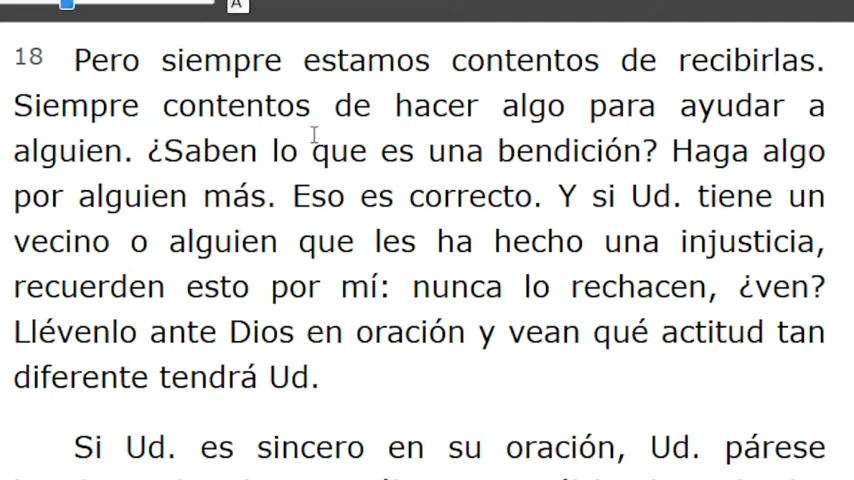 A
18 Pero siempre estamos contentos de recibirlas.
Siempre contentos de hacer algo para ayudar a
alguien. ¿Saben lo que es una bendición? Haga algo
por alguien más. Eso es correcto. Y si Ud. tiene un
vecino o alguien que les ha hecho una injusticia,
recuerden esto por mí: nunca lo rechacen, ¿ven?
Llévenlo ante Dios en oración y vean qué actitud tan
diferente tendrá Ud.
Si Ud. es sincero en su oración, Ud. párese